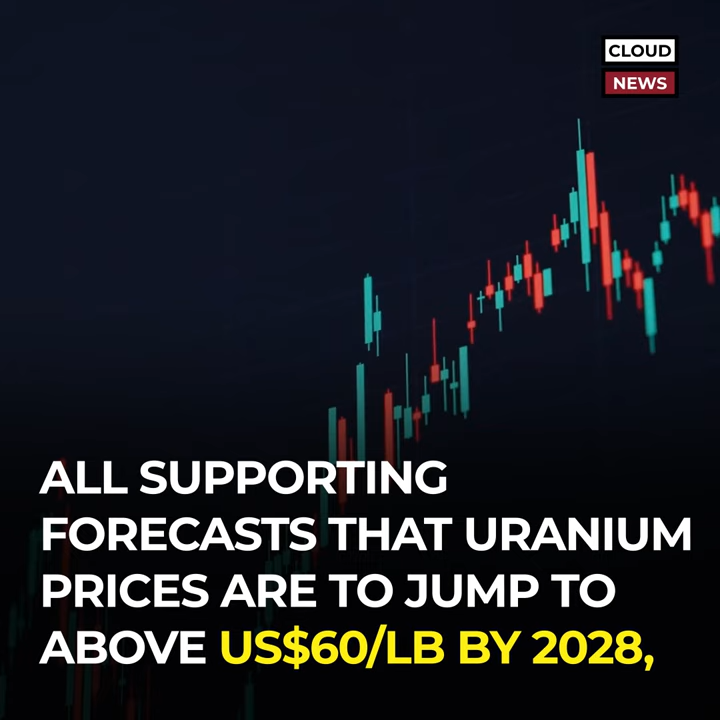 CLOUD
NEWS
ALL SUPPORTING
FORECASTS THAT URANIUM
PRICES ARE TO JUMP TO
ABOVE US$60/LB BY 2028,